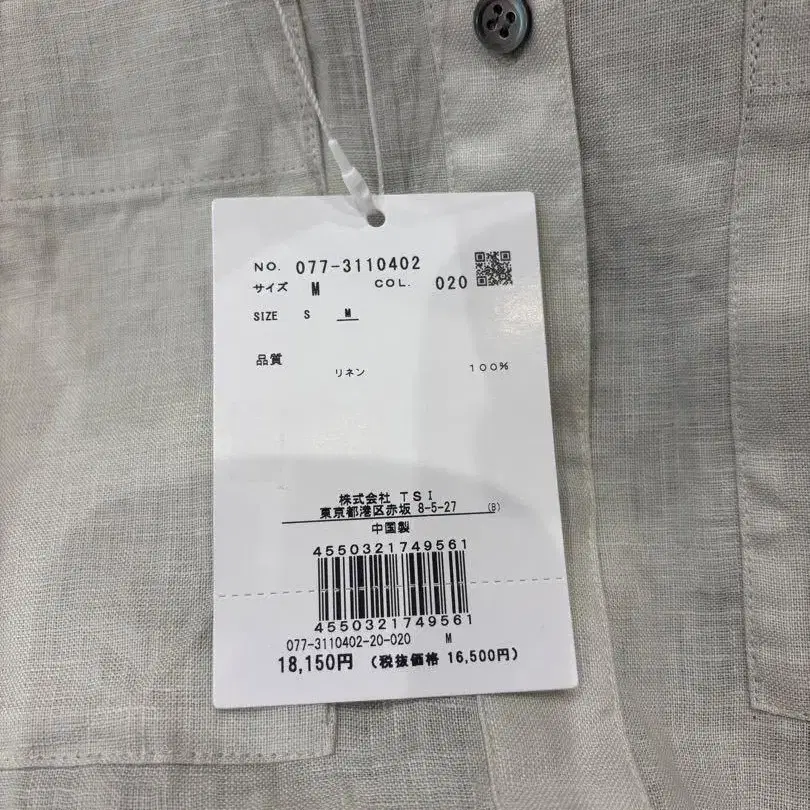 NO. 077-3110402
サイズ M COL. 020
SIZE S M
品質
リネン 100%
株式会社 TSI
東京都港区赤坂 8-5-27 (B)
中国製
4550321749561
4550321749561
077-3110402-20-020 M
18,150円 (税抜価格 16,500円)